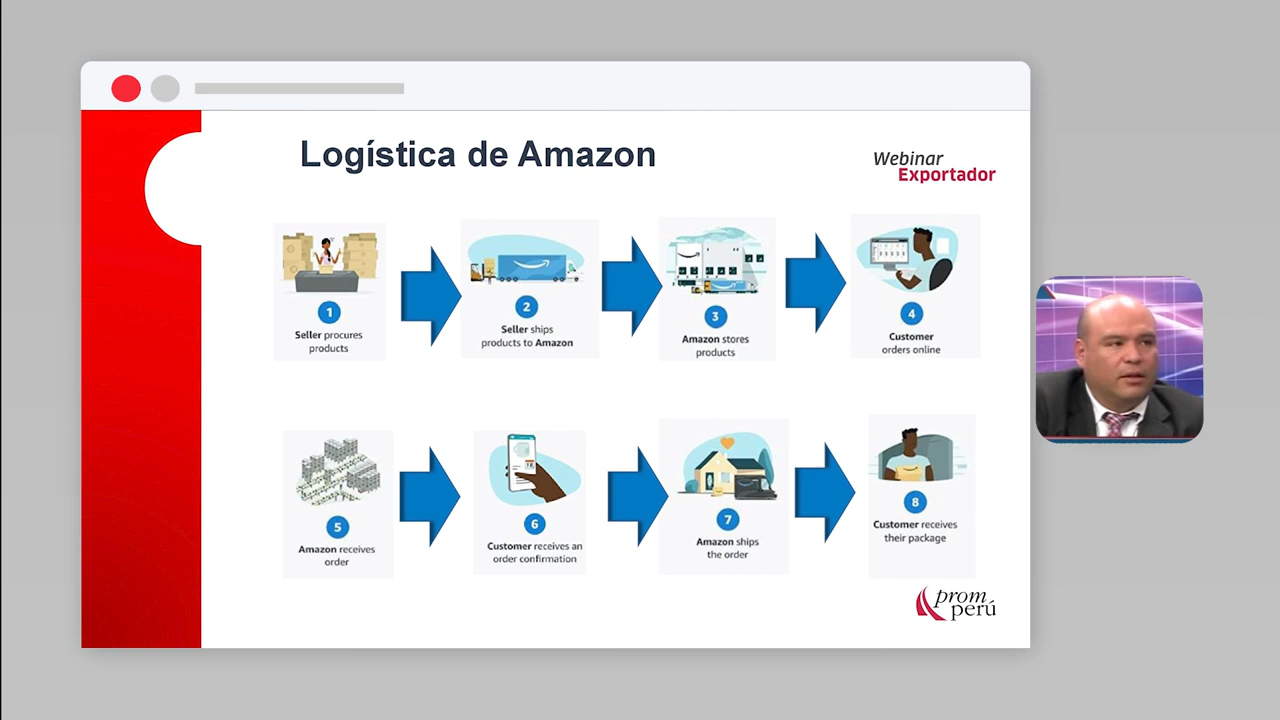 Logística de Amazon
Webinar
Exportador
1
Seller procures
products
2
Seller ships
products to Amazon
3
Amazon stores
products
4
Customer
orders online
5
Amazon receives
order
6
Customer receives an
order confirmation
7
Amazon ships
the order
8
Customer receives
their package
prom
perú